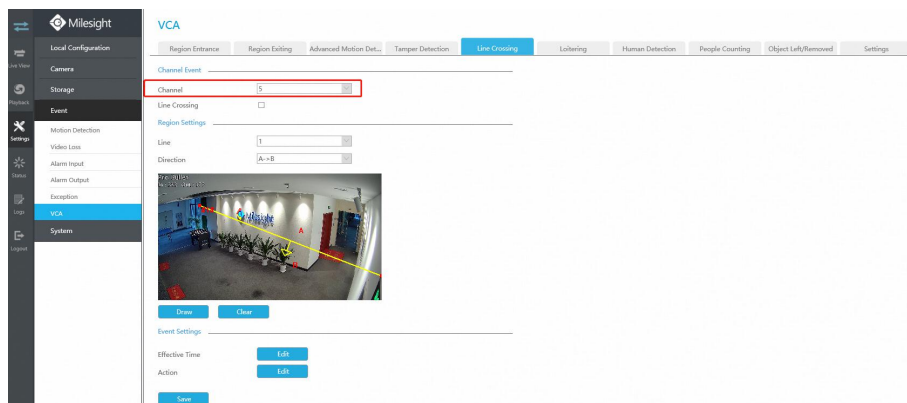 Milesight
VCA
Live View
Playback
Settings
Status
Logs
Logout
Local Configuration
Camera
Storage
Event
Motion Detection
Video Loss
Alarm Input
Alarm Output
Exception
VCA
System
Region Entrance Region Exiting Advanced Motion Det... Tamper Detection Line Crossing Loitering Human Detection People Counting Object Left/Removed Settings
Channel Event
Channel 5
Line Crossing
Region Settings
Line 1
Direction A->B
Milesight
A
B
Draw Clear
Event Settings
Effective Time Edit
Action Edit
Save